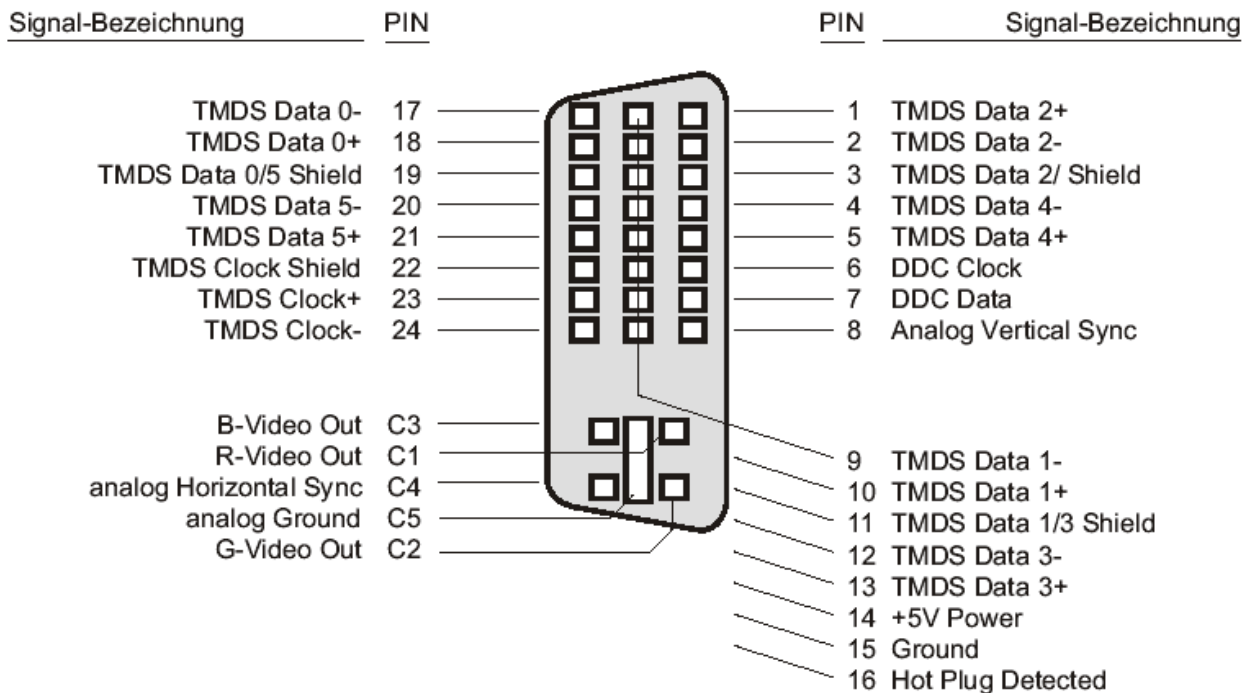 Signal-Bezeichnung PIN
TMDS Data 0- 17
TMDS Data 0+ 18
TMDS Data 0/5 Shield 19
TMDS Data 5- 20
TMDS Data 5+ 21
TMDS Clock Shield 22
TMDS Clock+ 23
TMDS Clock- 24
B-Video Out C3
R-Video Out C1
analog Horizontal Sync C4
analog Ground C5
G-Video Out C2
PIN Signal-Bezeichnung
1 TMDS Data 2+
2 TMDS Data 2-
3 TMDS Data 2/ Shield
4 TMDS Data 4-
5 TMDS Data 4+
6 DDC Clock
7 DDC Data
8 Analog Vertical Sync
9 TMDS Data 1-
10 TMDS Data 1+
11 TMDS Data 1/3 Shield
12 TMDS Data 3-
13 TMDS Data 3+
14 +5V Power
15 Ground
16 Hot Plug Detected